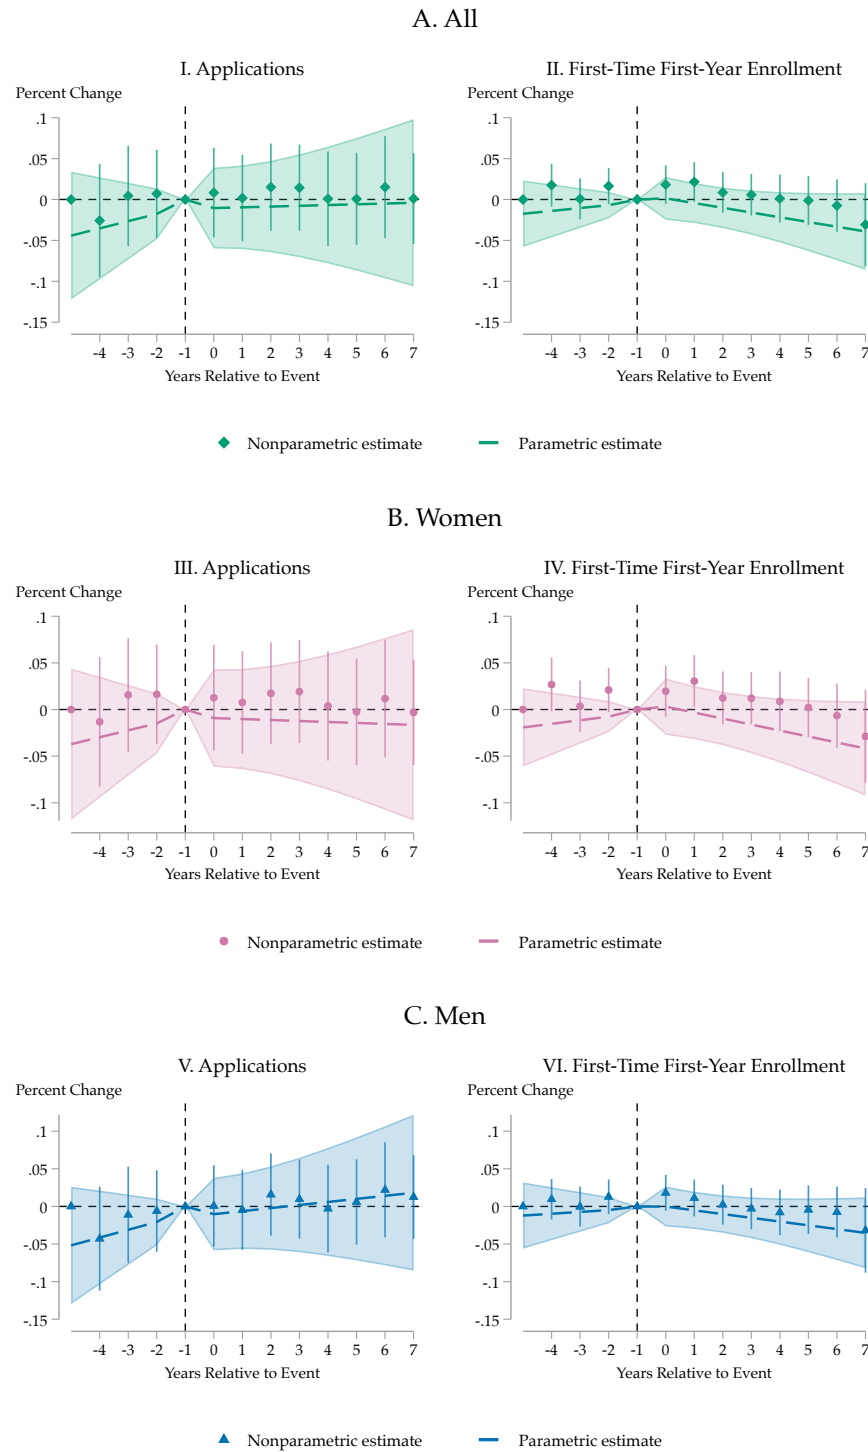 A. All
I. Applications
II. First-Time First-Year Enrollment
Percent Change
Percent Change
.1
.05
0
-.05
-.1
-.15
-4 -3 -2 -1 0 1 2 3 4 5 6 7
Years Relative to Event
.1
.05
0
-.05
-.1
-.15
-4 -3 -2 -1 0 1 2 3 4 5 6 7
Years Relative to Event
Nonparametric estimate
Parametric estimate
B. Women
III. Applications
IV. First-Time First-Year Enrollment
Percent Change
Percent Change
.1
.05
0
-.05
-.1
-4 -3 -2 -1 0 1 2 3 4 5 6 7
Years Relative to Event
.1
.05
0
-.05
-.1
-4 -3 -2 -1 0 1 2 3 4 5 6 7
Years Relative to Event
Nonparametric estimate
Parametric estimate
C. Men
V. Applications
VI. First-Time First-Year Enrollment
Percent Change
Percent Change
.1
.05
0
-.05
-.1
-.15
-4 -3 -2 -1 0 1 2 3 4 5 6 7
Years Relative to Event
.1
.05
0
-.05
-.1
-.15
-4 -3 -2 -1 0 1 2 3 4 5 6 7
Years Relative to Event
Nonparametric estimate
Parametric estimate